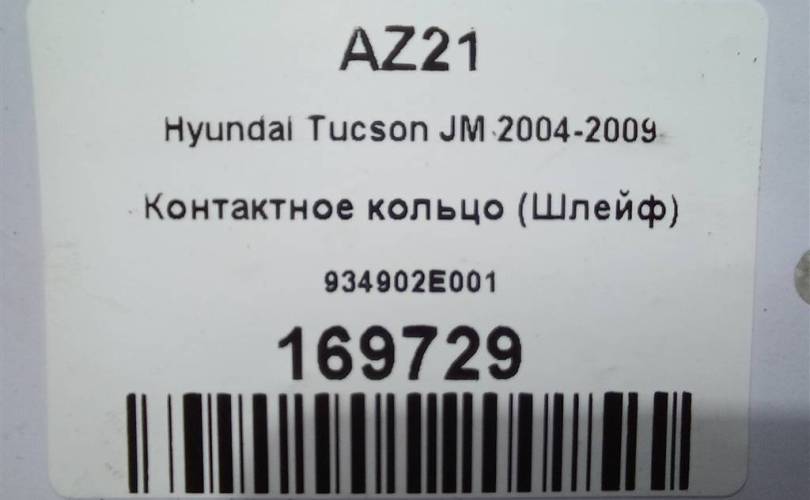 AZ21
Hyundai Tucson JM 2004-2009
Контактное кольцо (Шлейф)
934902E001
169729